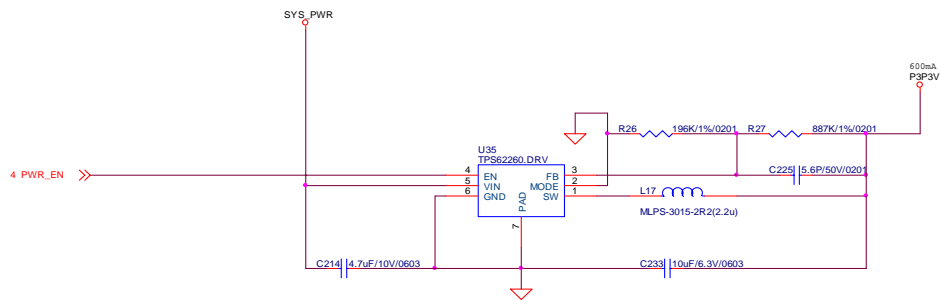 SYS_PWR
600mA
P3P3V
R26
196K/1%/0201
R27
887K/1%/0201
U35
TPS62260.DRV
4 PWR_EN
4
EN
FB
3
C225
5.6P/50V/0201
5
VIN
MODE
2
6
GND
SW
1
L17
PAD
MLPS-3015-2R2(2.2u)
7
C214
4.7uF/10V/0603
C233
10uF/6.3V/0603